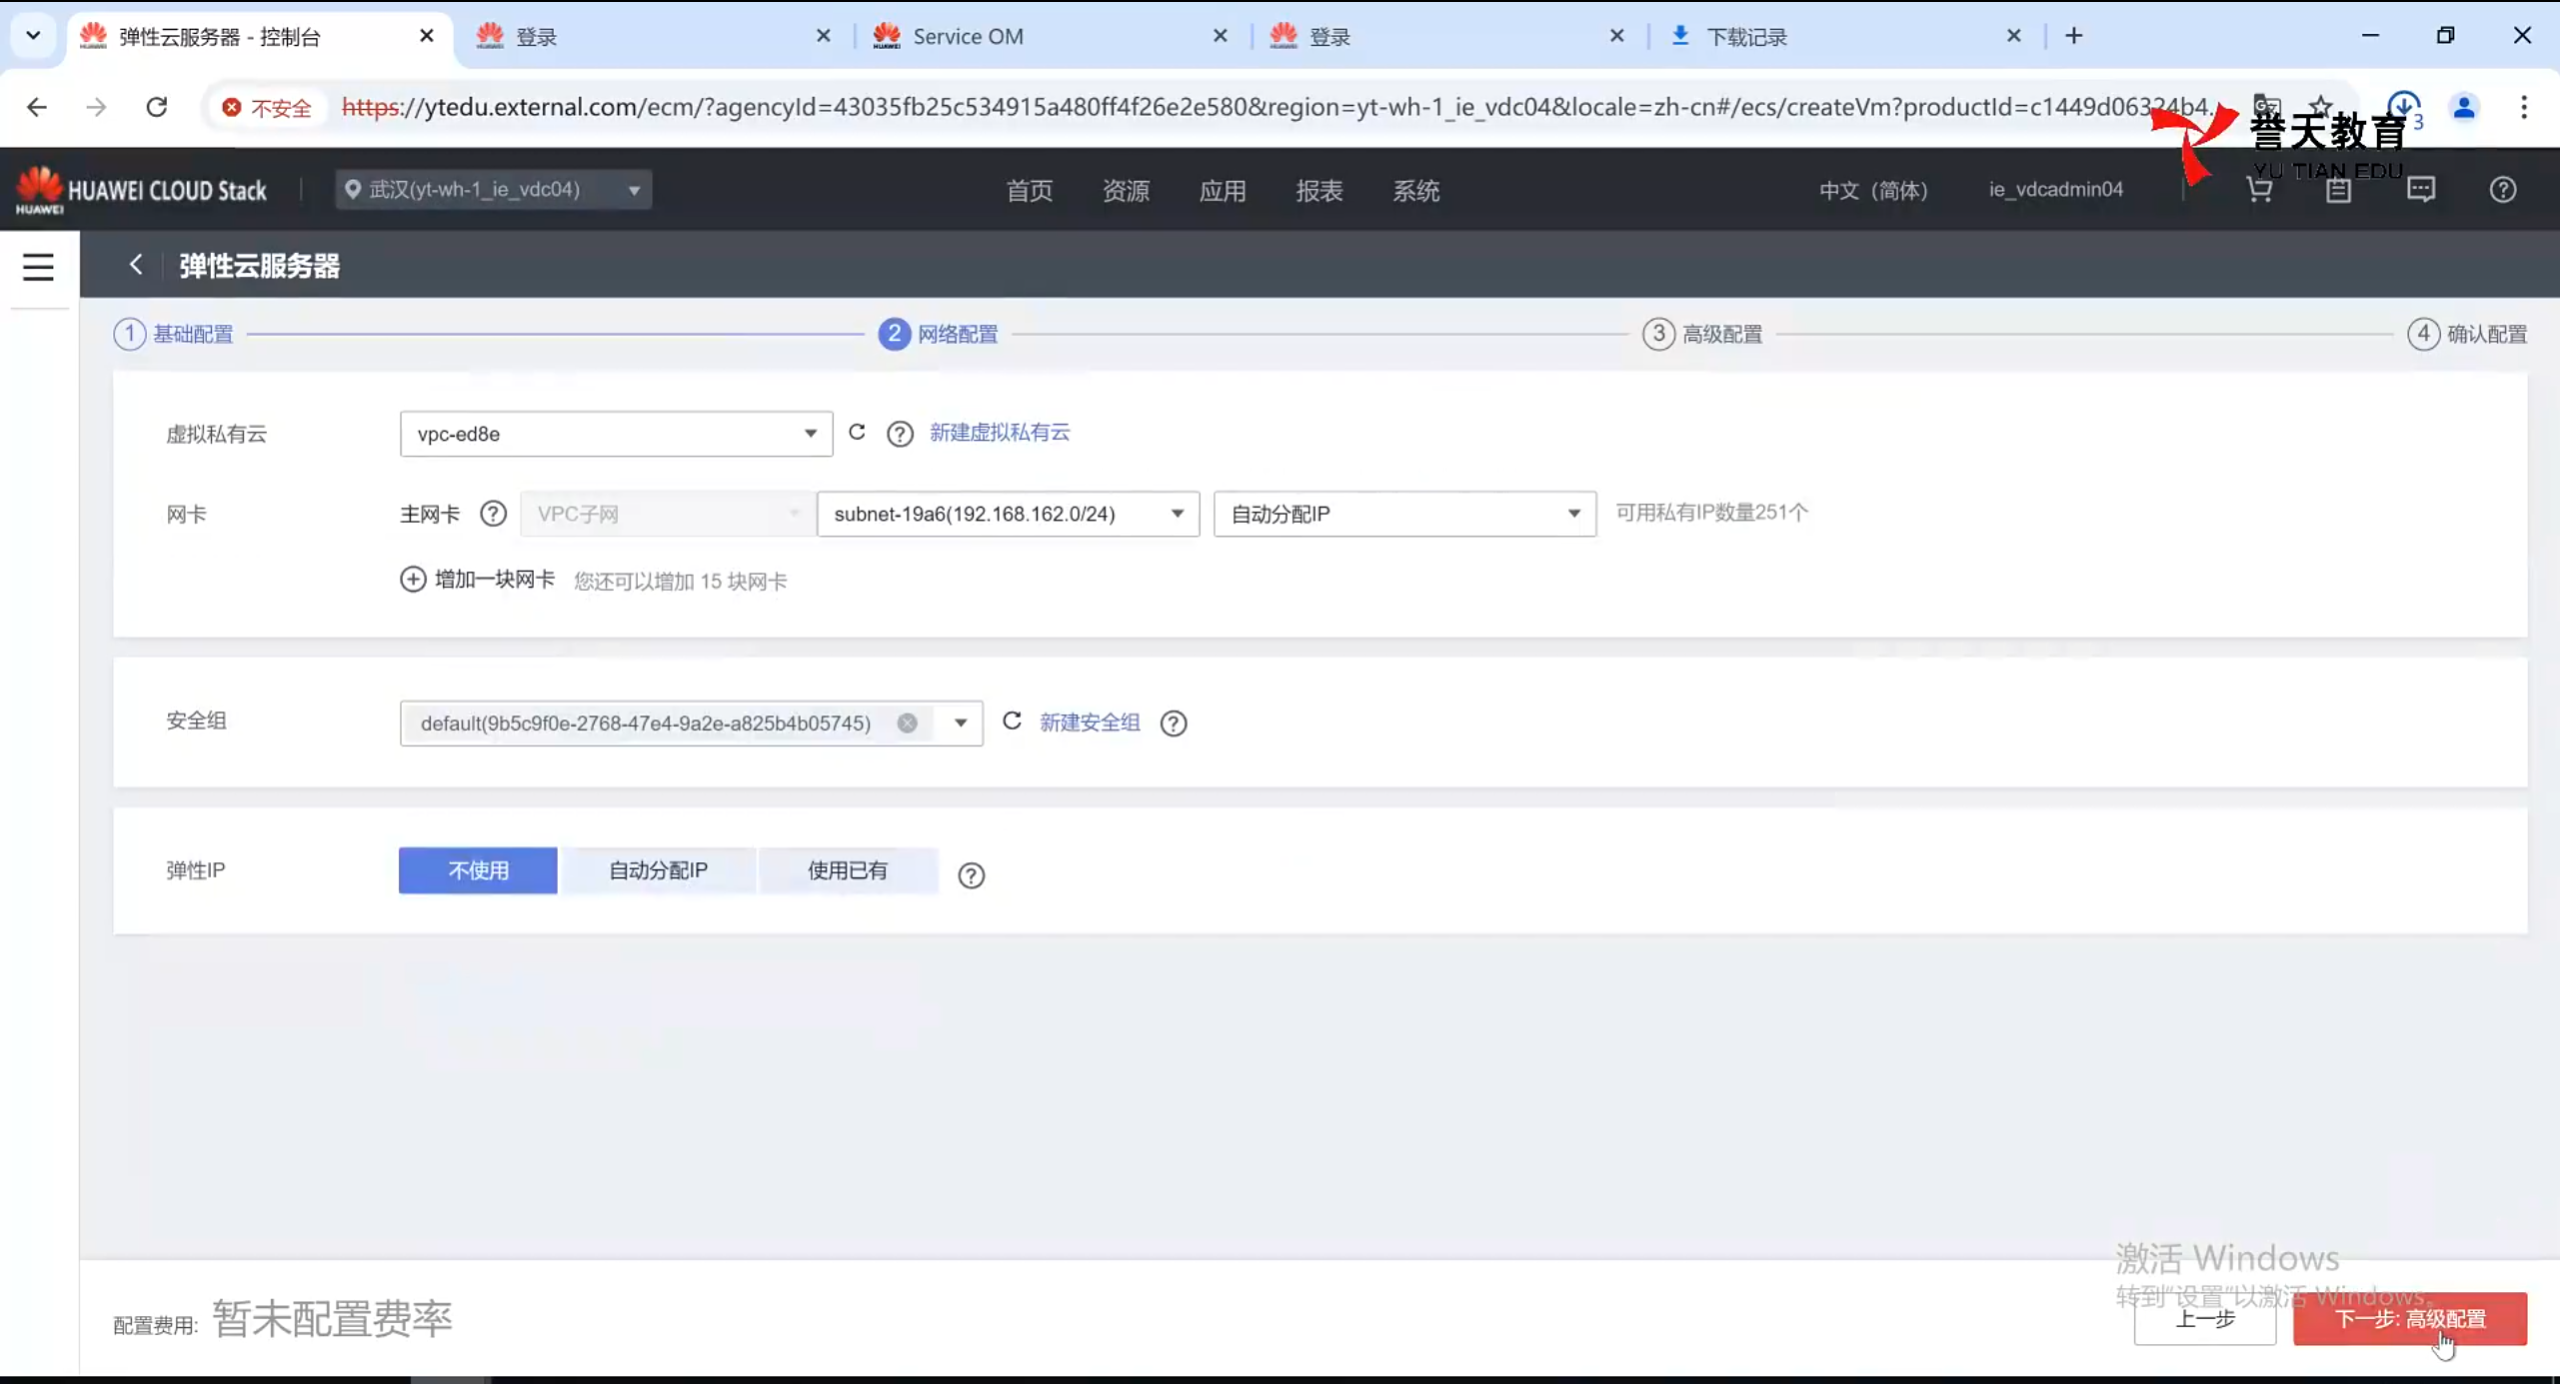 弹性云服务器 - 控制台
登录
Service OM
登录
下载记录
不安全
https://ytedu.external.com/ecm/?agencyId=43035fb25c534915a480ff4f26e2e580&region=yt-wh-1_ie_vdc04&locale=zh-cn#/ecs/createVm?productId=c1449d06324b4...
3
誉天教育
YU TIAN EDU
HUAWEI
HUAWEI CLOUD Stack
武汉(yt-wh-1_ie_vdc04)
首页
资源
应用
报表
系统
中文（简体）
ie_vdcadmin04
弹性云服务器
1 基础配置
2 网络配置
3 高级配置
4 确认配置
虚拟私有云
vpc-ed8e
新建虚拟私有云
网卡
主网卡
VPC子网
subnet-19a6(192.168.162.0/24)
自动分配IP
可用私有IP数量251个
增加一块网卡
您还可以增加 15 块网卡
安全组
default(9b5c9f0e-2768-47e4-9a2e-a825b4b05745)
新建安全组
弹性IP
不使用
自动分配IP
使用已有
激活 Windows
转到"设置"以激活 Windows。
配置费用: 暂未配置费率
上一步
下一步: 高级配置